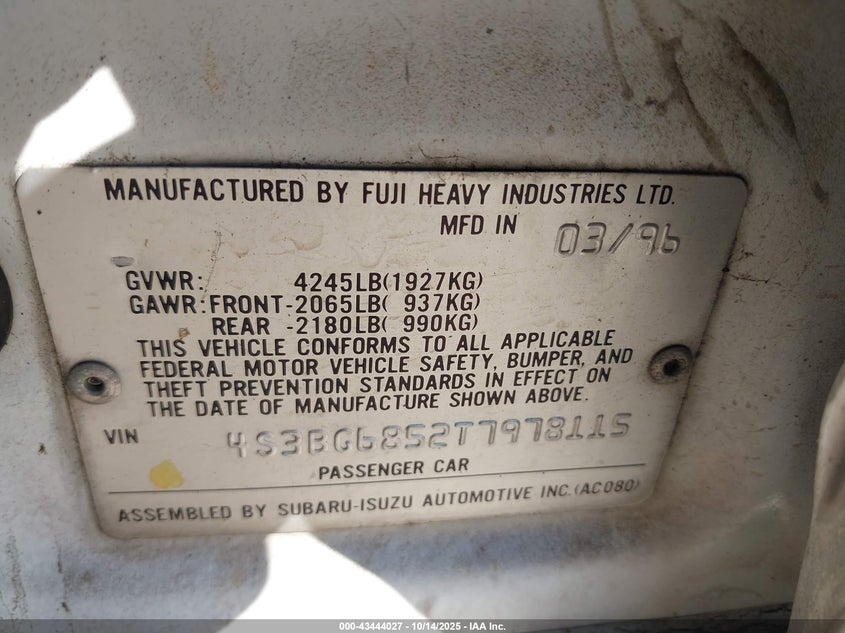 MANUFACTURED BY FUJI HEAVY INDUSTRIES LTD.
MFD IN 03/96
GVWR: 4245LB(1927KG)
GAWR:FRONT-2065LB( 937KG)
REAR -2180LB( 990KG)
THIS VEHICLE CONFORMS TO ALL APPLICABLE
FEDERAL MOTOR VEHICLE SAFETY, BUMPER, AND
THEFT PREVENTION STANDARDS IN EFFECT ON
THE DATE OF MANUFACTURE SHOWN ABOVE.
VIN 4S3BG6852T7978115
PASSENGER CAR
ASSEMBLED BY SUBARU-ISUZU AUTOMOTIVE INC.(AC080)
000-43444027 - 10/14/2025 - IAA Inc.